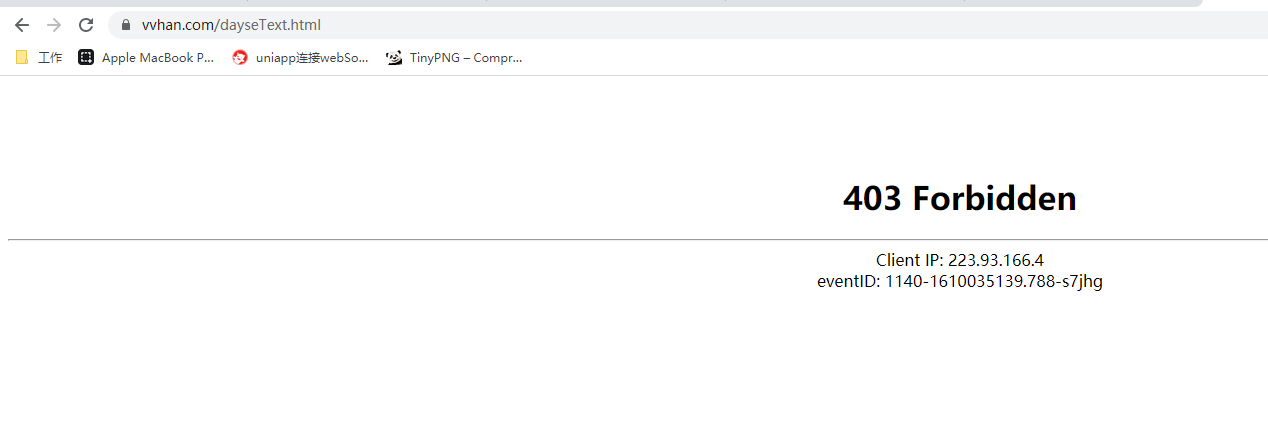 vvhan.com/dayseText.html
工作 Apple MacBook P... uniapp连接webSo... TinyPNG – Compr...
403 Forbidden
Client IP: 223.93.166.4
eventID: 1140-1610035139.788-s7jhg